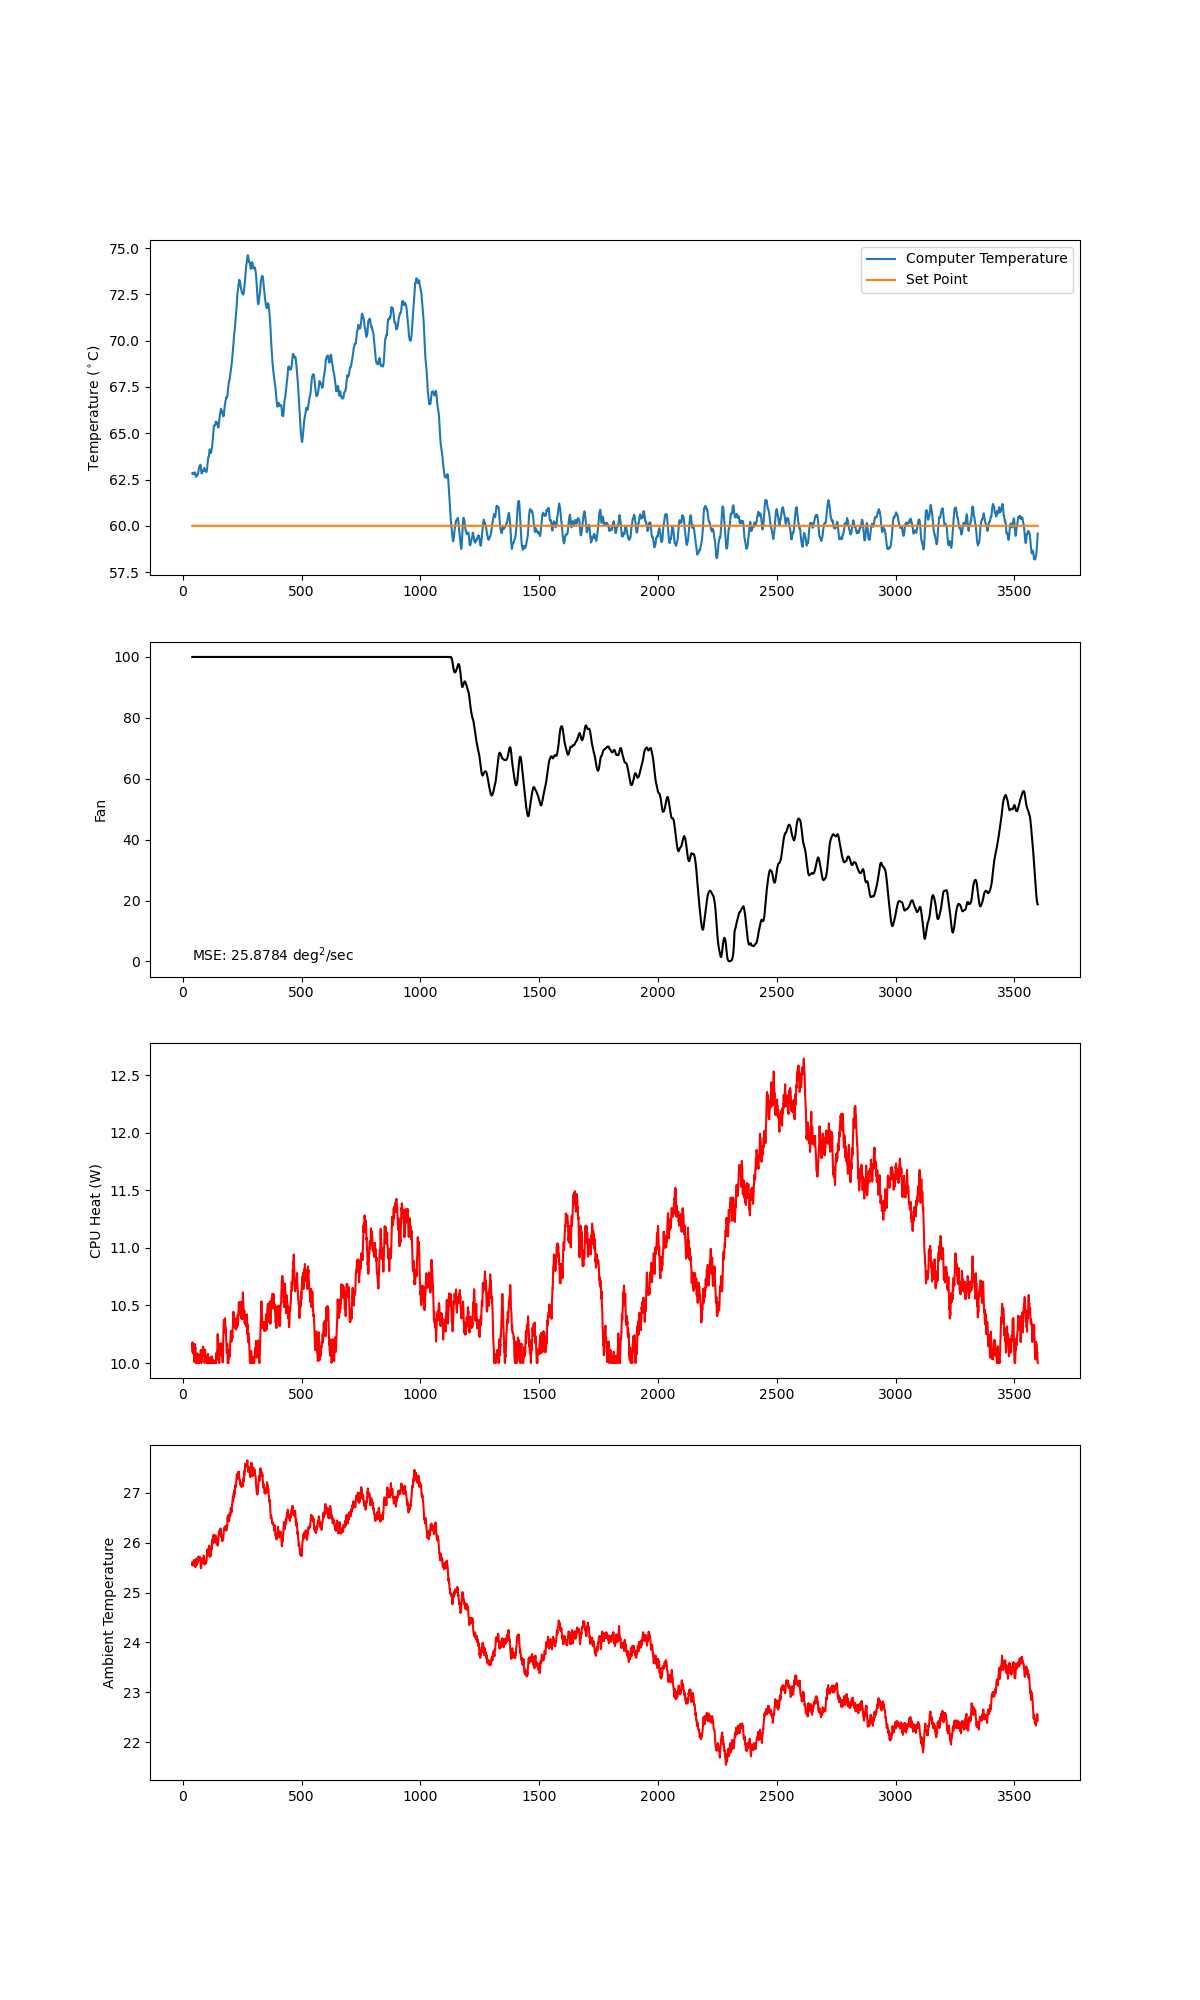 75.0
72.5
70.0
67.5
65.0
62.5
60.0
57.5
Temperature (°C)
Computer Temperature
Set Point
0 500 1000 1500 2000 2500 3000 3500
100
80
60
40
20
0
Fan
MSE: 25.8784 deg²/sec
0 500 1000 1500 2000 2500 3000 3500
12.5
12.0
11.5
11.0
10.5
10.0
CPU Heat (W)
0 500 1000 1500 2000 2500 3000 3500
27
26
25
24
23
22
Ambient Temperature
0 500 1000 1500 2000 2500 3000 3500